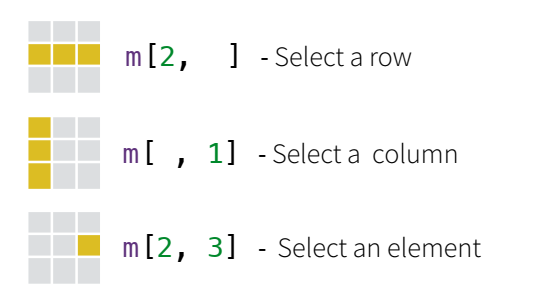 m[2,  ] - Select a row
m[ , 1] - Select a  column
m[2, 3] - Select an element